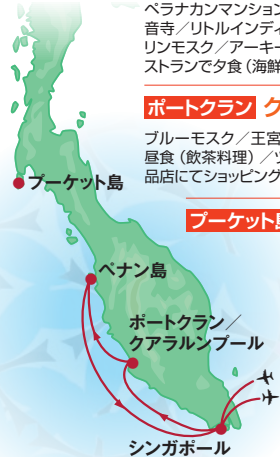 ペラナカンマンション
音寺／リトルインディ
リンモスク／アーキー
ストランで夕食（海鮮
ポートクラン ク
ブルーモスク／王宮
昼食（飲茶料理）／ツ
品店にてショッピング
プーケット島
プーケット島
ペナン島
ポートクラン／
クアラルンプール
シンガポール